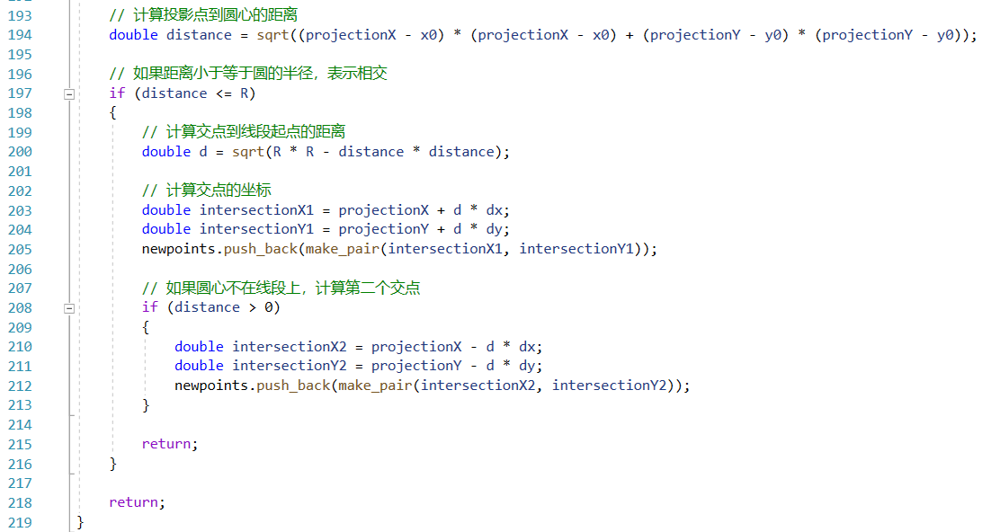 193 // 计算投影点到圆心的距离
194 double distance = sqrt((projectionX - x0) * (projectionX - x0) + (projectionY - y0) * (projectionY - y0));
195
196 // 如果距离小于等于圆的半径，表示相交
197 if (distance <= R)
198 {
199 // 计算交点到线段起点的距离
200 double d = sqrt(R * R - distance * distance);
201
202 // 计算交点的坐标
203 double intersectionX1 = projectionX + d * dx;
204 double intersectionY1 = projectionY + d * dy;
205 newpoints.push_back(make_pair(intersectionX1, intersectionY1));
206
207 // 如果圆心不在线段上，计算第二个交点
208 if (distance > 0)
209 {
210 double intersectionX2 = projectionX - d * dx;
211 double intersectionY2 = projectionY - d * dy;
212 newpoints.push_back(make_pair(intersectionX2, intersectionY2));
213 }
214
215 return;
216 }
217
218 return;
219 }